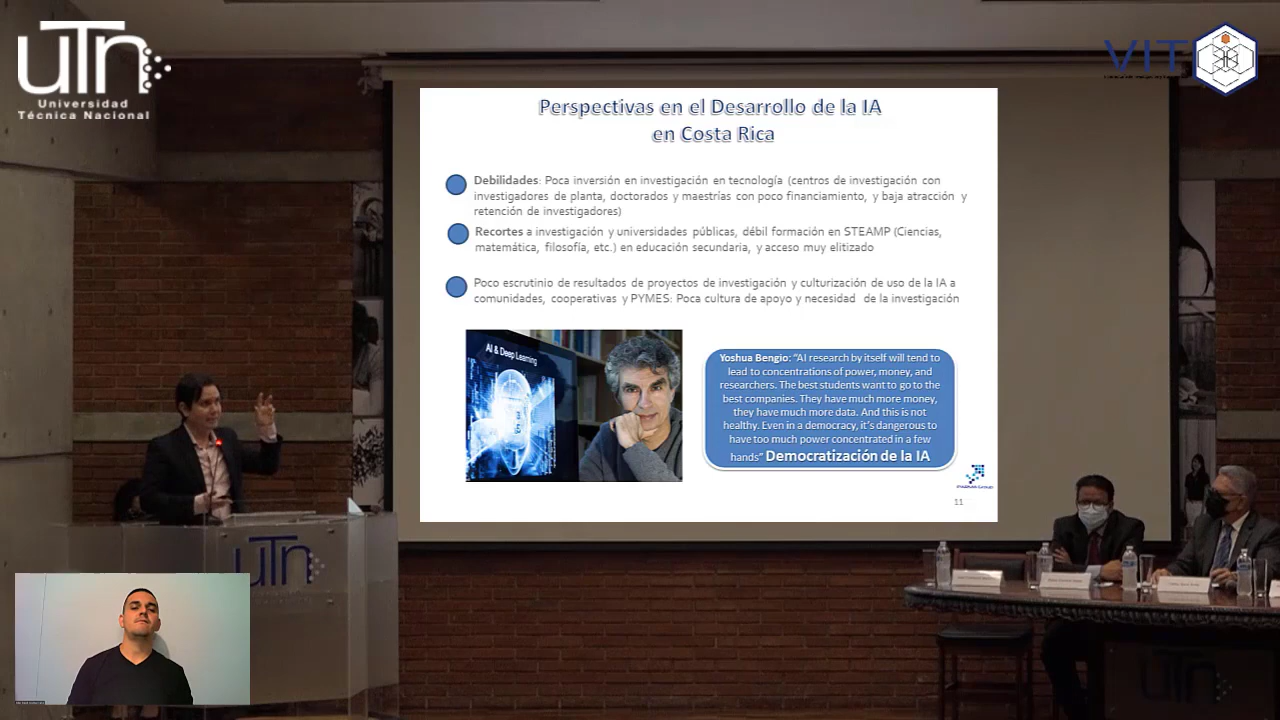 utn
Universidad
Técnica Nacional
VIT
Perspectivas en el Desarrollo de la IA
en Costa Rica
Debilidades: Poca inversión en investigación en tecnología (centros de investigación con
investigadores de planta, doctorados y maestrías con poco financiamiento, y baja atracción y
retención de investigadores)
Recortes a investigación y universidades públicas, débil formación en STEAMP (Ciencias,
matemática, filosofía, etc.) en educación secundaria, y acceso muy elitizado
Poco escrutinio de resultados de proyectos de investigación y culturización de uso de la IA a
comunidades, cooperativas y PYMES: Poca cultura de apoyo y necesidad de la investigación
AI & Deep Learning
Yoshua Bengio: "AI research by itself will tend to
lead to concentrations of power, money, and
researchers. The best students want to go to the
best companies. They have much more money,
they have much more data. And this is not
healthy. Even in a democracy, it's dangerous to
have too much power concentrated in a few
hands" Democratización de la IA
11
utn
utn